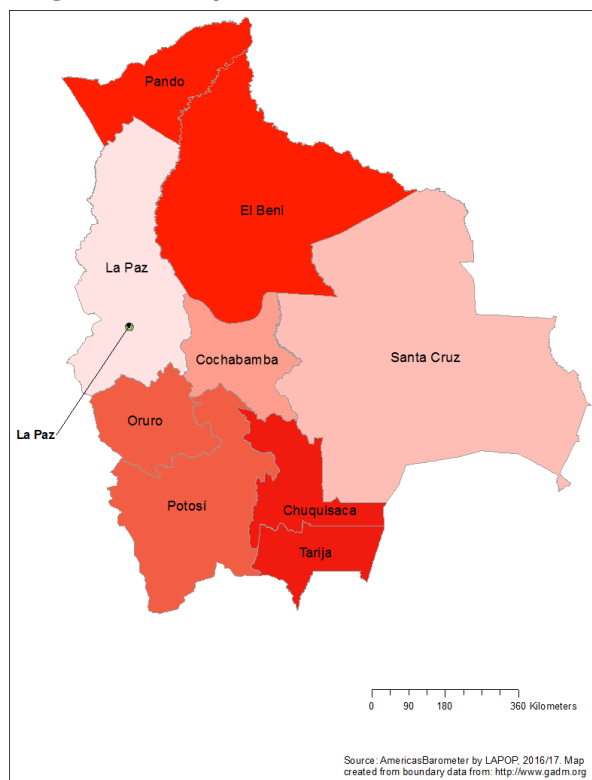 Pando
El Beni
La Paz
Cochabamba
Santa Cruz
Oruro
La Paz
Potosí
Chuquisaca
Tarija
0 90 180 360 Kilometers
Source: AmericasBarometer by LAPOP, 2016/17. Map
created from boundary data from: http://www.gadm.org